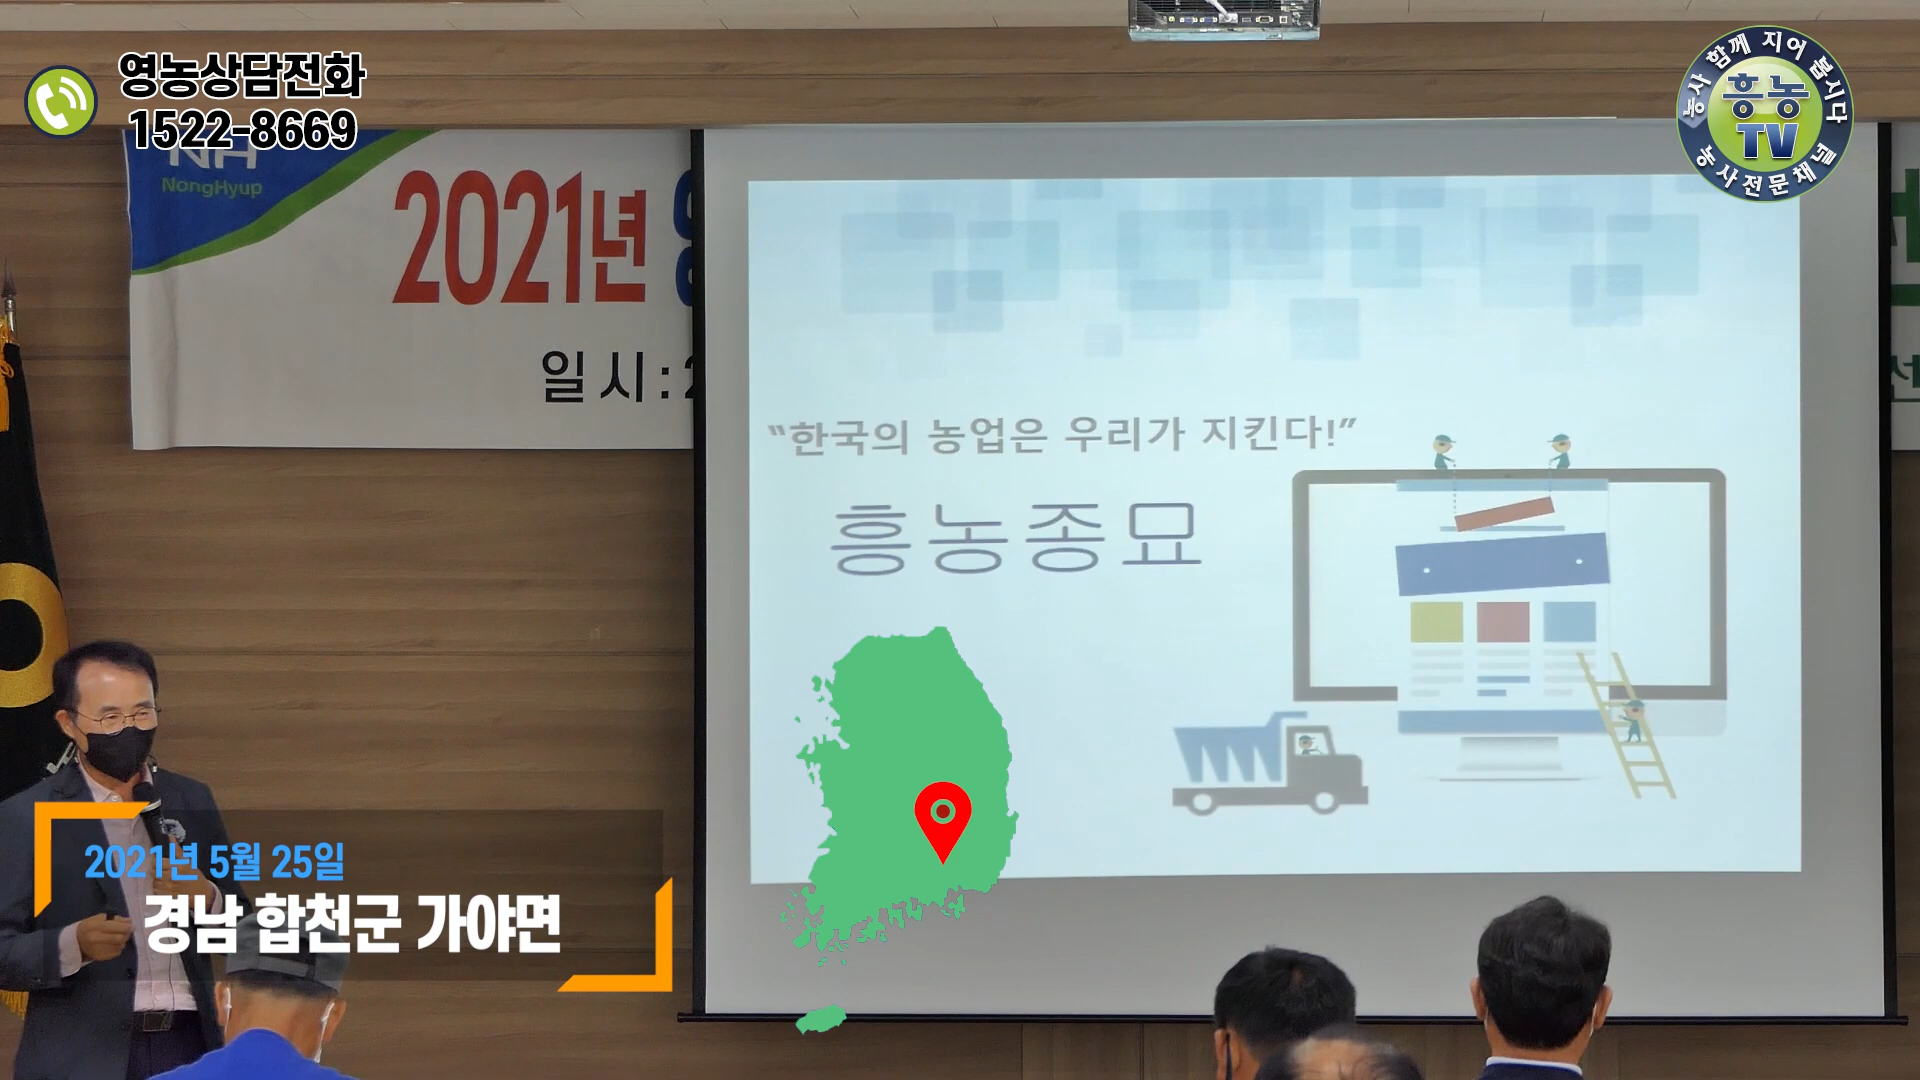 영농상담전화
1522-8669
농사 함께 지어 봅시다
흥농
TV
농사전문채널
NH
NongHyup
2021년
일시:
“한국의 농업은 우리가 지킨다!”
흥농종묘
2021년 5월 25일
경남 합천군 가야면